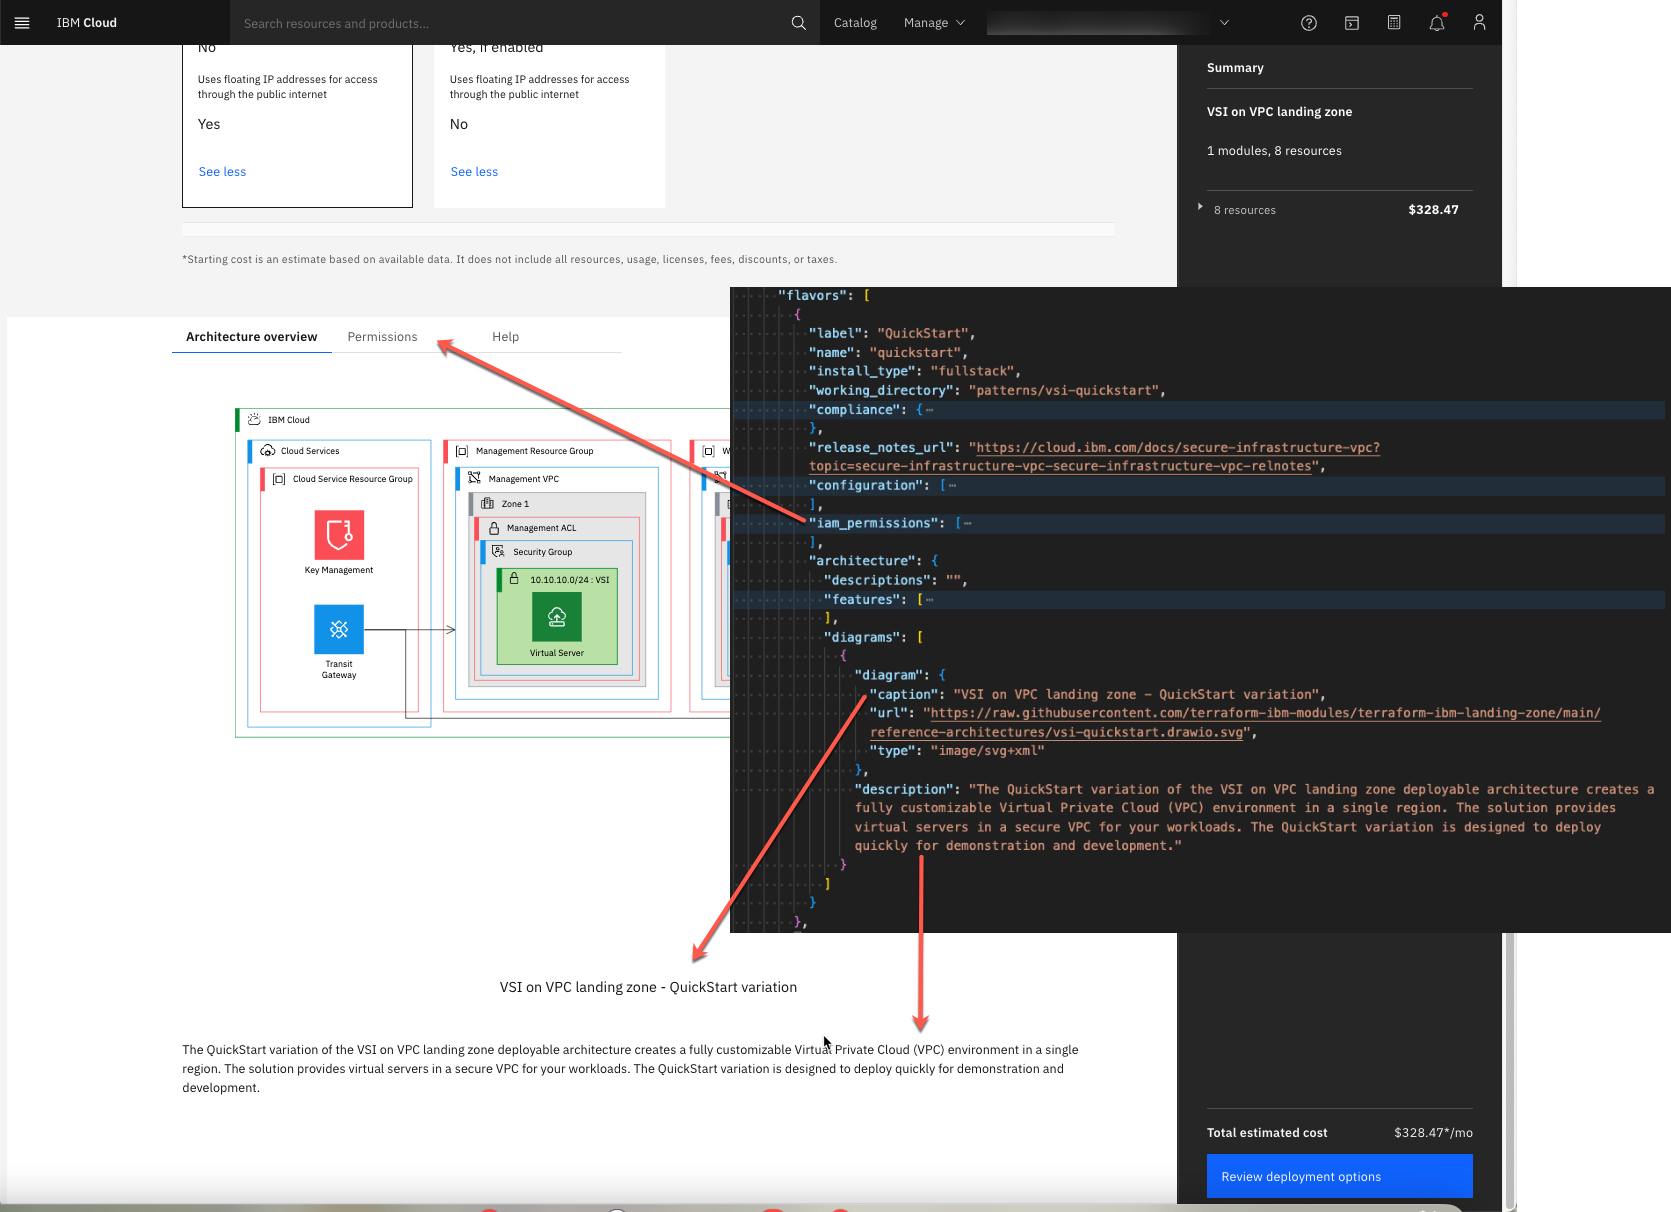 IBM Cloud
Search resources and products...
Catalog
Manage
No
Yes, if enabled
Uses floating IP addresses for access
through the public internet
Uses floating IP addresses for access
through the public internet
Yes
No
See less
See less
*Starting cost is an estimate based on available data. It does not include all resources, usage, licenses, fees, discounts, or taxes.
Summary
VSI on VPC landing zone
1 modules, 8 resources
8 resources
$328.47
Architecture overview
Permissions
Help
IBM Cloud
Cloud Services
Cloud Service Resource Group
Key Management
Transit
Gateway
Management Resource Group
Management VPC
Zone 1
Management ACL
Security Group
10.10.10.0/24 : VSI
Virtual Server
W
"flavors": [
{
"label": "QuickStart",
"name": "quickstart",
"install_type": "fullstack",
"working_directory": "patterns/vsi-quickstart",
"compliance": {…
},
"release_notes_url": "https://cloud.ibm.com/docs/secure-infrastructure-vpc?
topic=secure-infrastructure-vpc-secure-infrastructure-vpc-relnotes",
"configuration": […
],
"iam_permissions": […
],
"architecture": {
"descriptions": "",
"features": […
],
"diagrams": [
{
"diagram": {
"caption": "VSI on VPC landing zone - QuickStart variation",
"url": "https://raw.githubusercontent.com/terraform-ibm-modules/terraform-ibm-landing-zone/main/
reference-architectures/vsi-quickstart.drawio.svg",
"type": "image/svg+xml"
},
"description": "The QuickStart variation of the VSI on VPC landing zone deployable architecture creates a
fully customizable Virtual Private Cloud (VPC) environment in a single region. The solution provides
virtual servers in a secure VPC for your workloads. The QuickStart variation is designed to deploy
quickly for demonstration and development."
}
]
}
},
VSI on VPC landing zone - QuickStart variation
The QuickStart variation of the VSI on VPC landing zone deployable architecture creates a fully customizable Virtual Private Cloud (VPC) environment in a single
region. The solution provides virtual servers in a secure VPC for your workloads. The QuickStart variation is designed to deploy quickly for demonstration and
development.
Total estimated cost
$328.47*/mo
Review deployment options